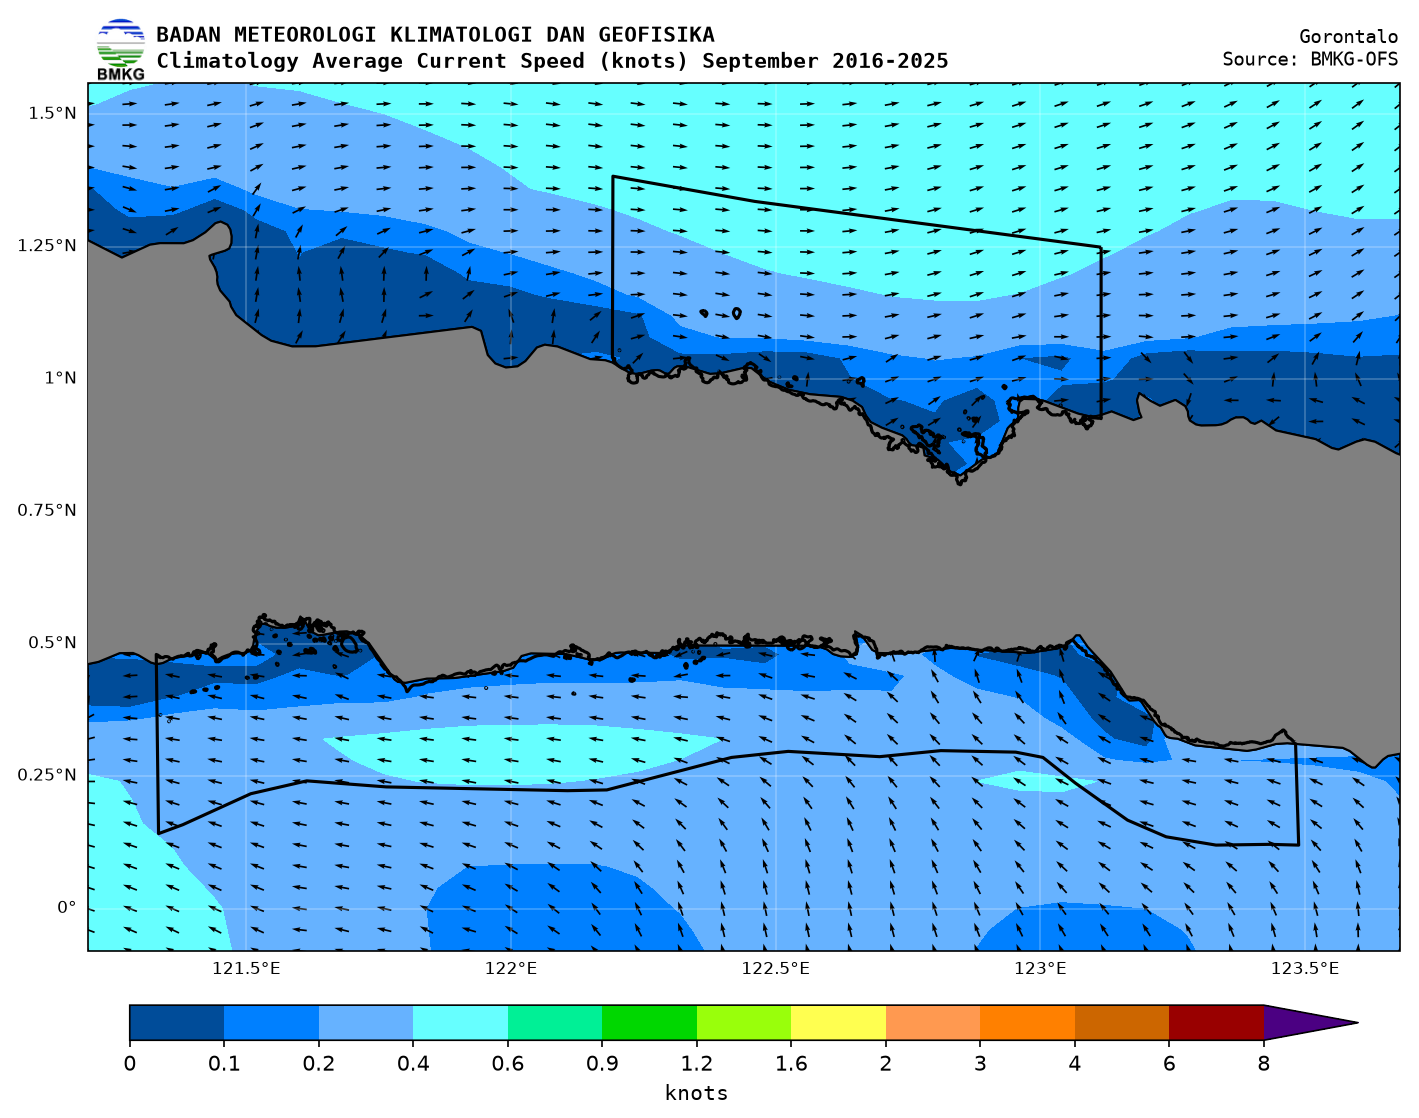 BADAN METEOROLOGI KLIMATOLOGI DAN GEOFISIKA
Climatology Average Current Speed (knots) September 2016-2025
BMKG
Gorontalo
Source: BMKG-OFS
1.5°N
1.25°N
1°N
0.75°N
0.5°N
0.25°N
0°
121.5°E 122°E 122.5°E 123°E 123.5°E
0 0.1 0.2 0.4 0.6 0.9 1.2 1.6 2 3 4 6 8
knots